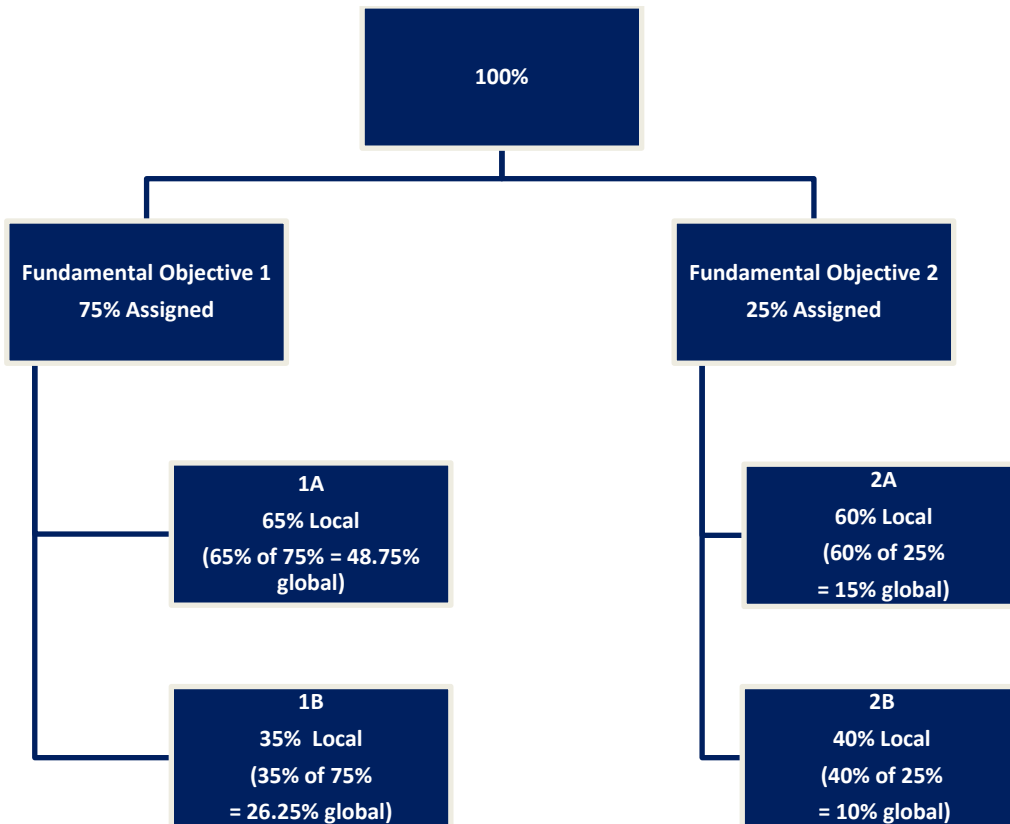 100%
Fundamental Objective 1
75% Assigned
Fundamental Objective 2
25% Assigned
1A
65% Local
(65% of 75% = 48.75%
global)
2A
60% Local
(60% of 25%
= 15% global)
1B
35% Local
(35% of 75%
= 26.25% global)
2B
40% Local
(40% of 25%
= 10% global)